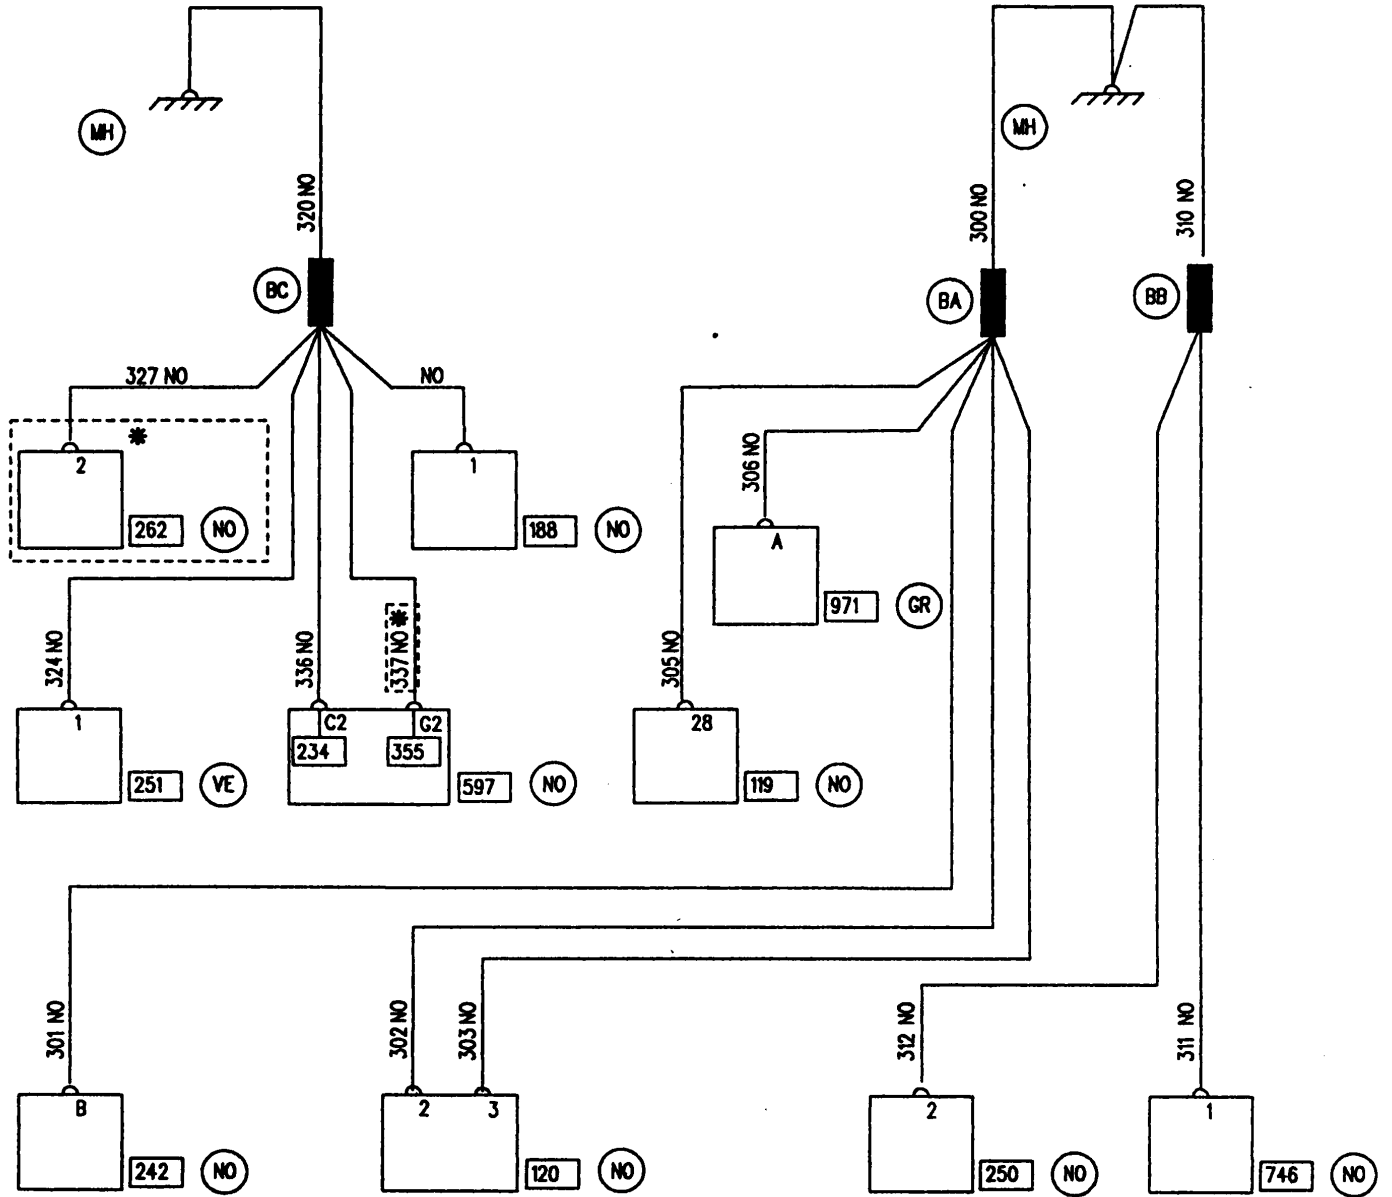 MH
MH
320 NO
300 NO
310 NO
BC
BA
BB
327 NO
NO
*
2
262
NO
1
188
NO
306 NO
A
971
GR
324 NO
336 NO
*
337 NO
305 NO
1
251
VE
C2
234
G2
355
597
NO
28
119
NO
301 NO
302 NO
303 NO
312 NO
311 NO
B
242
NO
2
3
120
NO
2
250
NO
1
746
NO